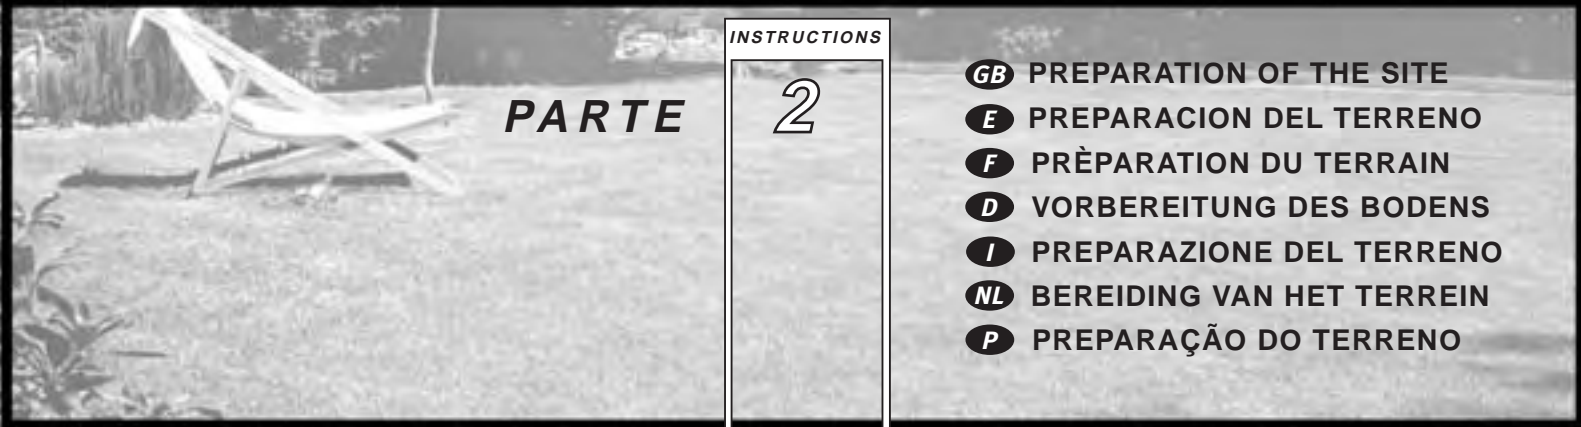 INSTRUCTIONS
PARTE 2
GB PREPARATION OF THE SITE
E PREPARACION DEL TERRENO
F PRÈPARATION DU TERRAIN
D VORBEREITUNG DES BODENS
I PREPARAZIONE DEL TERRENO
NL BEREIDING VAN HET TERREIN
P PREPARAÇÃO DO TERRENO